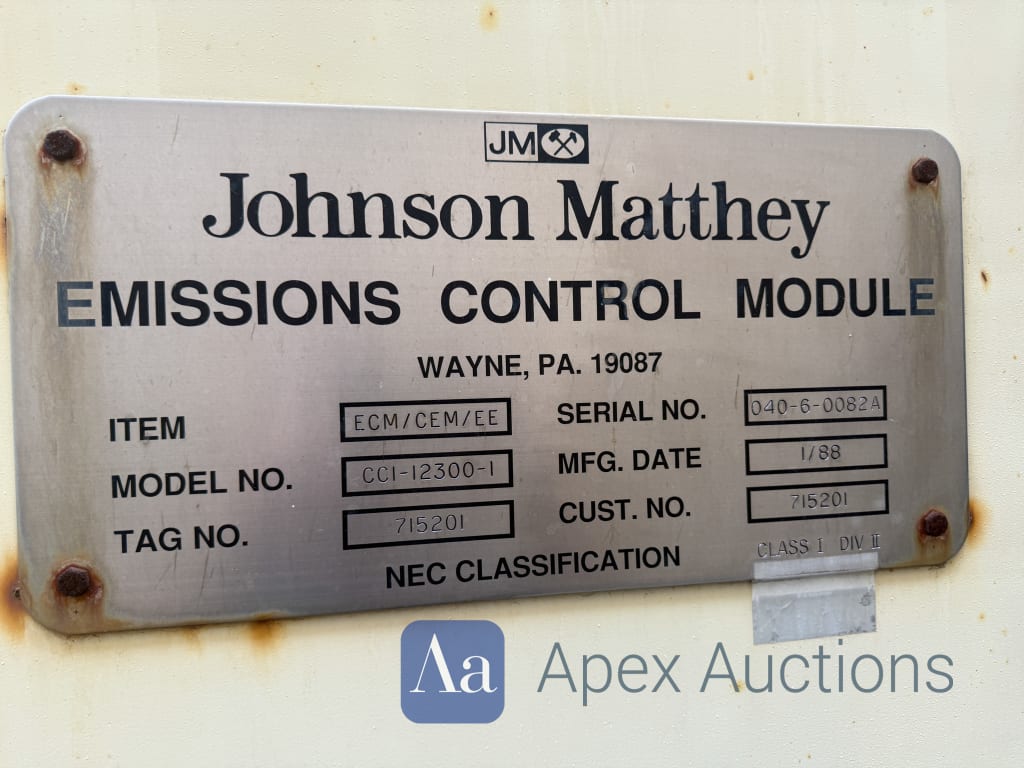 JM
Johnson Matthey
EMISSIONS CONTROL MODULE
WAYNE, PA. 19087
ITEM ECM/CEM/EE SERIAL NO. 040-6-0082A
MODEL NO. CC1-12300-1 MFG. DATE 1/88
TAG NO. 715201 CUST. NO. 715201
NEC CLASSIFICATION CLASS I DIV II
Aa Apex Auctions